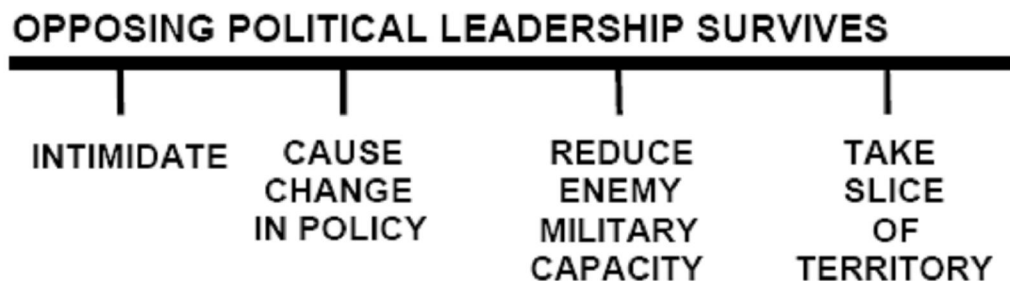 OPPOSING POLITICAL LEADERSHIP SURVIVES
INTIMIDATE
CAUSE
CHANGE
IN POLICY
REDUCE
ENEMY
MILITARY
CAPACITY
TAKE
SLICE
OF
TERRITORY